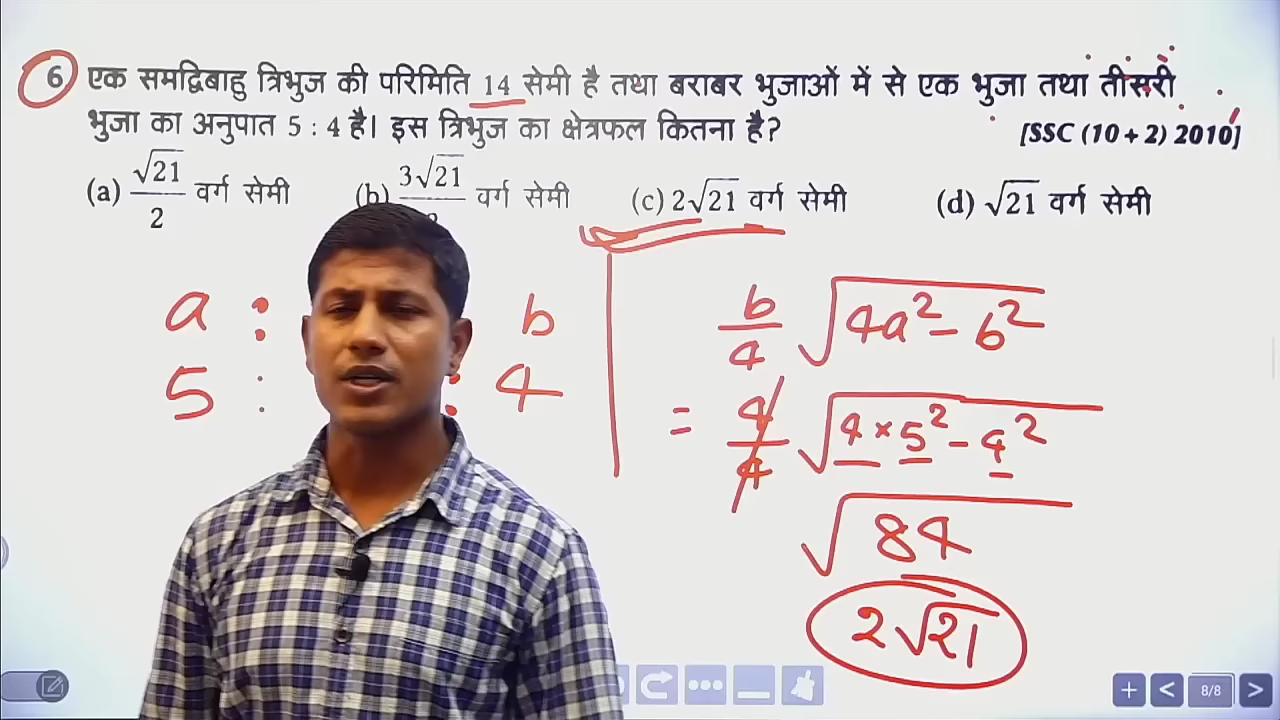 6 एक समद्विबाहु त्रिभुज की परिमिति 14 सेमी है तथा बराबर भुजाओं में से एक भुजा तथा तीसरी
भुजा का अनुपात 5 : 4 है। इस त्रिभुज का क्षेत्रफल कितना है?
[SSC (10 + 2) 2010]
(a) √21/2 वर्ग सेमी (b) 3√21/ वर्ग सेमी (c) 2√21 वर्ग सेमी (d) √21 वर्ग सेमी
a : b
5 : 4
b/4 √(4a² – b²)
= 4/4 √(4 × 5² – 4²)
√84
2√21
8/8